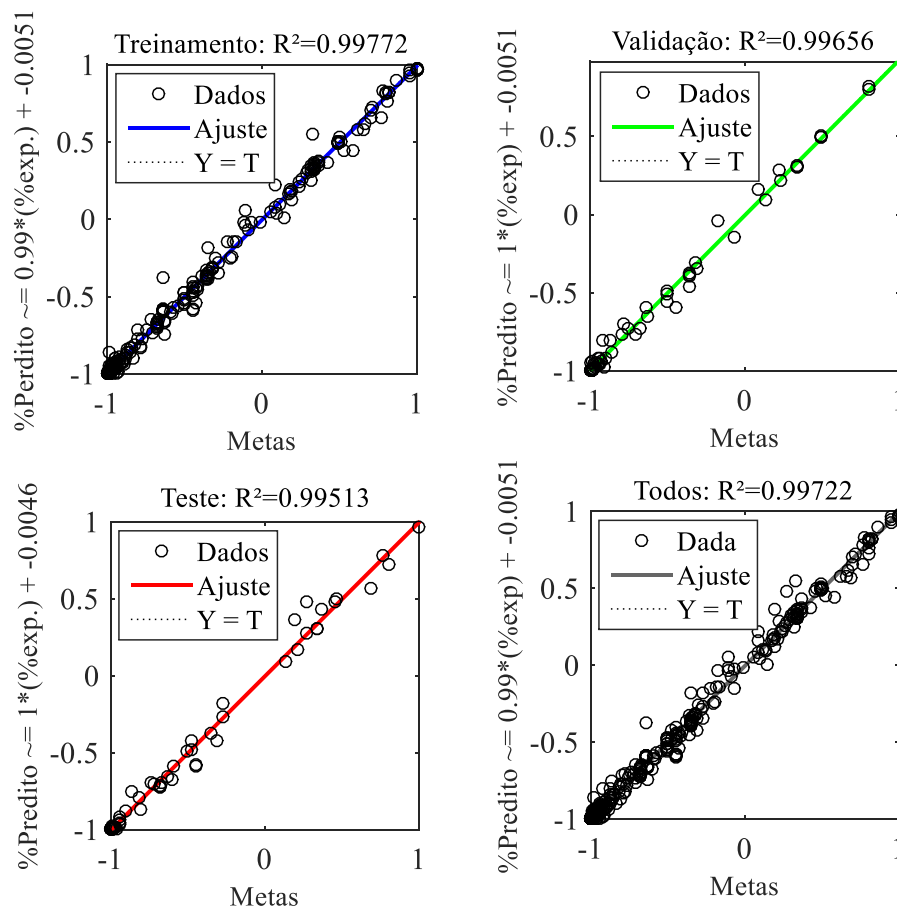 Treinamento: R²=0.99772
%Perdito ~= 0.99*(%exp.) + -0.0051
1
0.5
0
-0.5
-1
Dados
Ajuste
Y = T
-1
0
1
Metas
Validação: R²=0.99656
%Predito ~= 1*(%exp) + -0.0051
1
0.5
0
-0.5
-1
Dados
Ajuste
Y = T
-1
0
1
Metas
Teste: R²=0.99513
%Predito ~= 1*(%exp.) + -0.0046
1
0.5
0
-0.5
-1
Dados
Ajuste
Y = T
-1
0
1
Metas
Todos: R²=0.99722
%Predito ~= 0.99*(%exp) + -0.0051
1
0.5
0
-0.5
-1
Dada
Ajuste
Y = T
-1
0
1
Metas